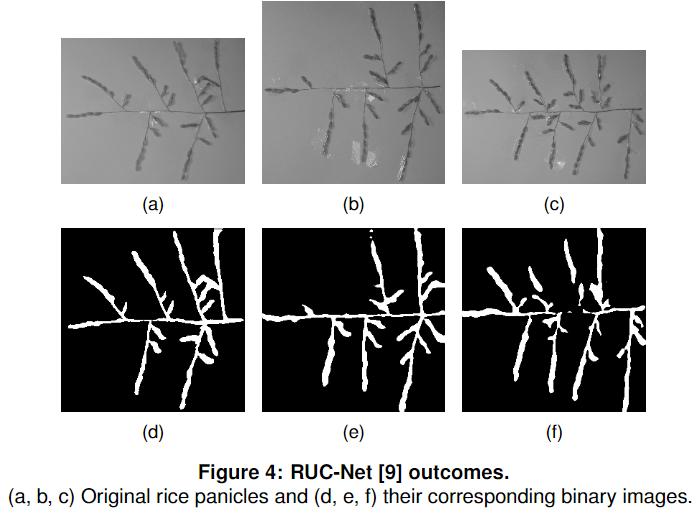 (a)
(b)
(c)
(d)
(e)
(f)
Figure 4: RUC-Net [9] outcomes.
(a, b, c) Original rice panicles and (d, e, f) their corresponding binary images.